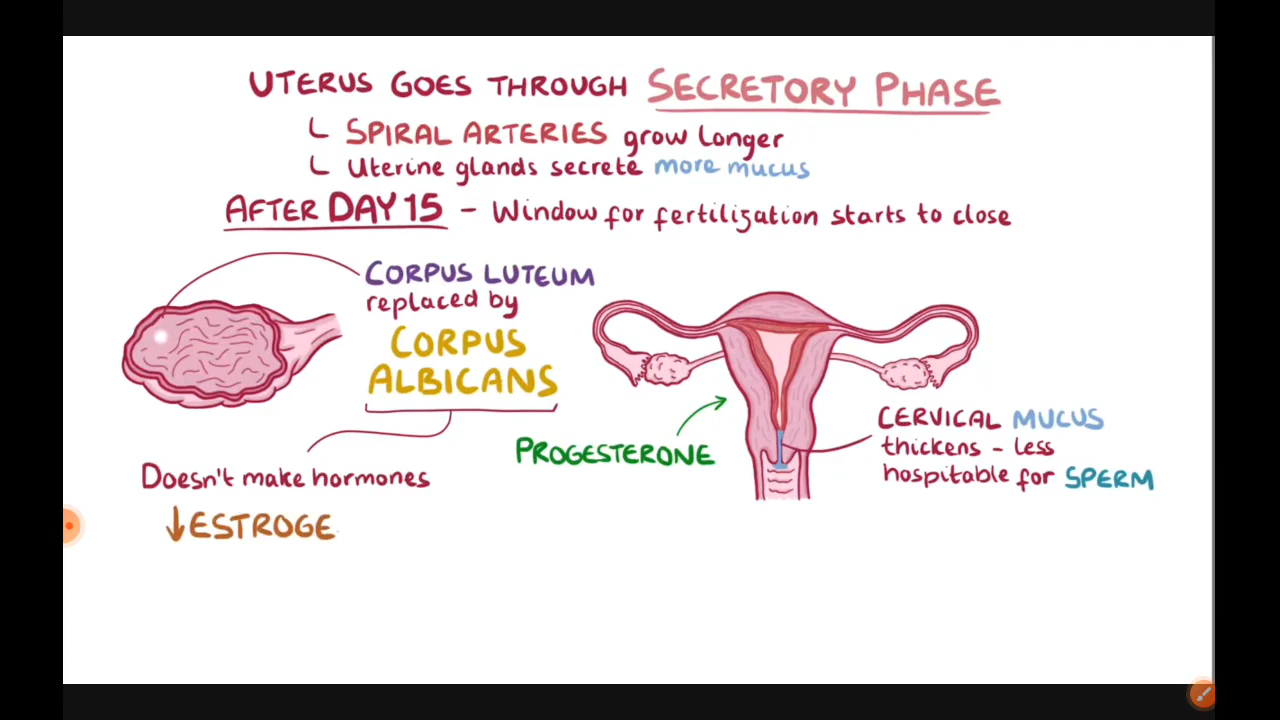 UTERUS GOES THROUGH SECRETORY PHASE
SPIRAL ARTERIES grow longer
Uterine glands secrete more mucus
AFTER DAY 15 - Window for fertilization starts to close
CORPUS LUTEUM
replaced by
CORPUS
ALBICANS
Doesn't make hormones
↓ESTROGE
PROGESTERONE
CERVICAL MUCUS
thickens - less
hospitable for SPERM